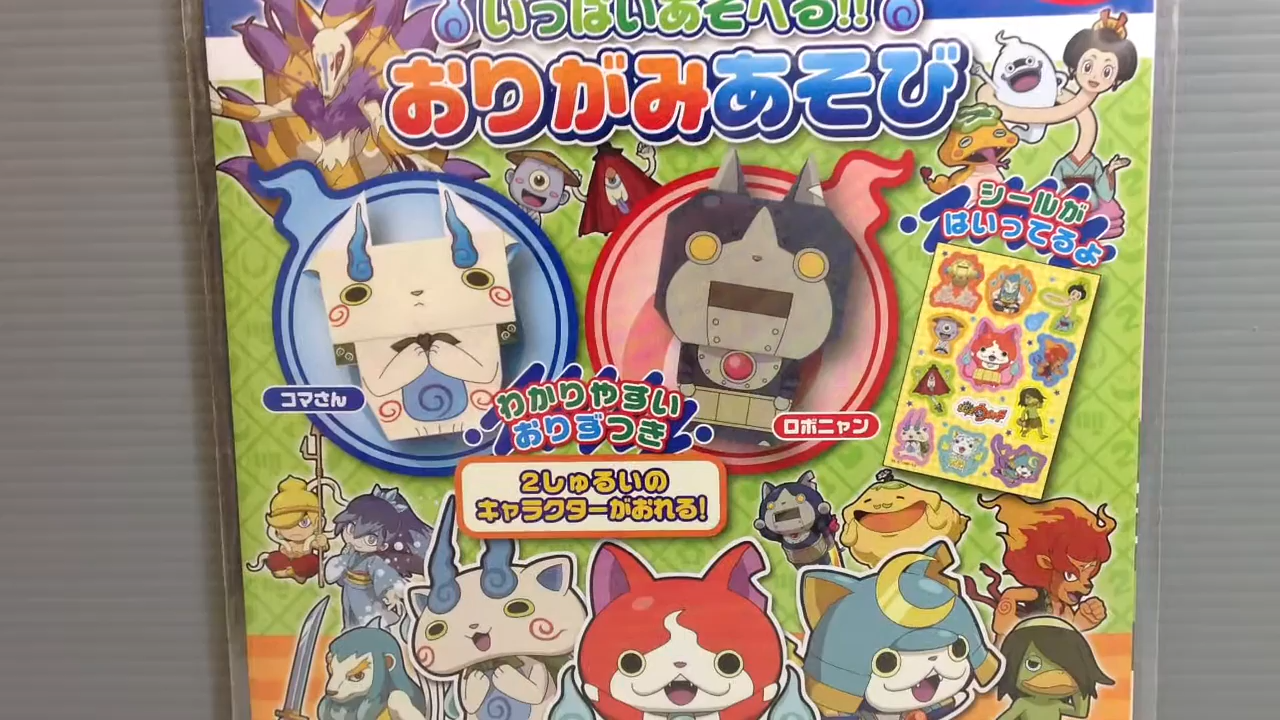 いっぱいあそべる!!
おりがみあそび
シールが
はいってるよ
コマさん
わかりやすい
おりずつき
ロボニャン
2しゅるいの
キャラクターがおれる!